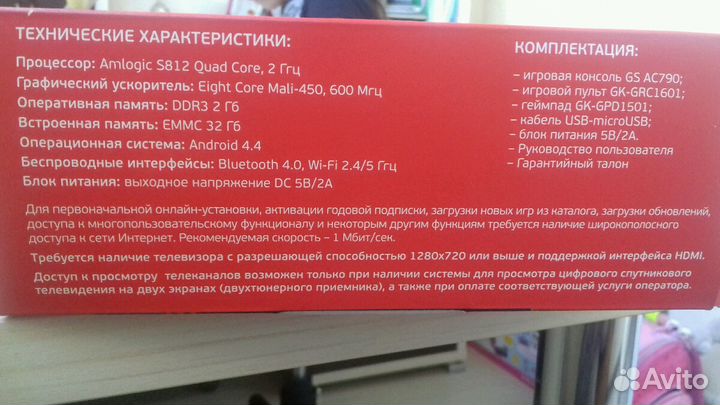 ТЕХНИЧЕСКИЕ ХАРАКТЕРИСТИКИ:
Процессор: Amlogic S812 Quad Core, 2 Ггц
Графический ускоритель: Eight Core Mali-450, 600 Мгц
Оперативная память: DDR3 2 Гб
Встроенная память: EMMC 32 Гб
Операционная система: Android 4.4
Беспроводные интерфейсы: Bluetooth 4.0, Wi-Fi 2.4/5 Ггц
Блок питания: выходное напряжение DC 5В/2А
КОМПЛЕКТАЦИЯ:
– игровая консоль GS AC790;
– игровой пульт GK-GRC1601;
– геймпад GK-GPD1501;
– кабель USB-microUSB;
– блок питания 5В/2А.
– Руководство пользователя
– Гарантийный талон
Для первоначальной онлайн-установки, активации годовой подписки, загрузки новых игр из каталога, загрузки обновлений,
доступа к многопользовательскому функционалу и некоторым другим функциям требуется наличие широкополосного
доступа к сети Интернет. Рекомендуемая скорость – 1 Мбит/сек.
Требуется наличие телевизора с разрешающей способностью 1280x720 или выше и поддержкой интерфейса HDMI.
Доступ к просмотру телеканалов возможен только при наличии системы для просмотра цифрового спутникового
телевидения на двух экранах (двухтюнерного приемника), а также при оплате соответствующей услуги оператора.
Avito